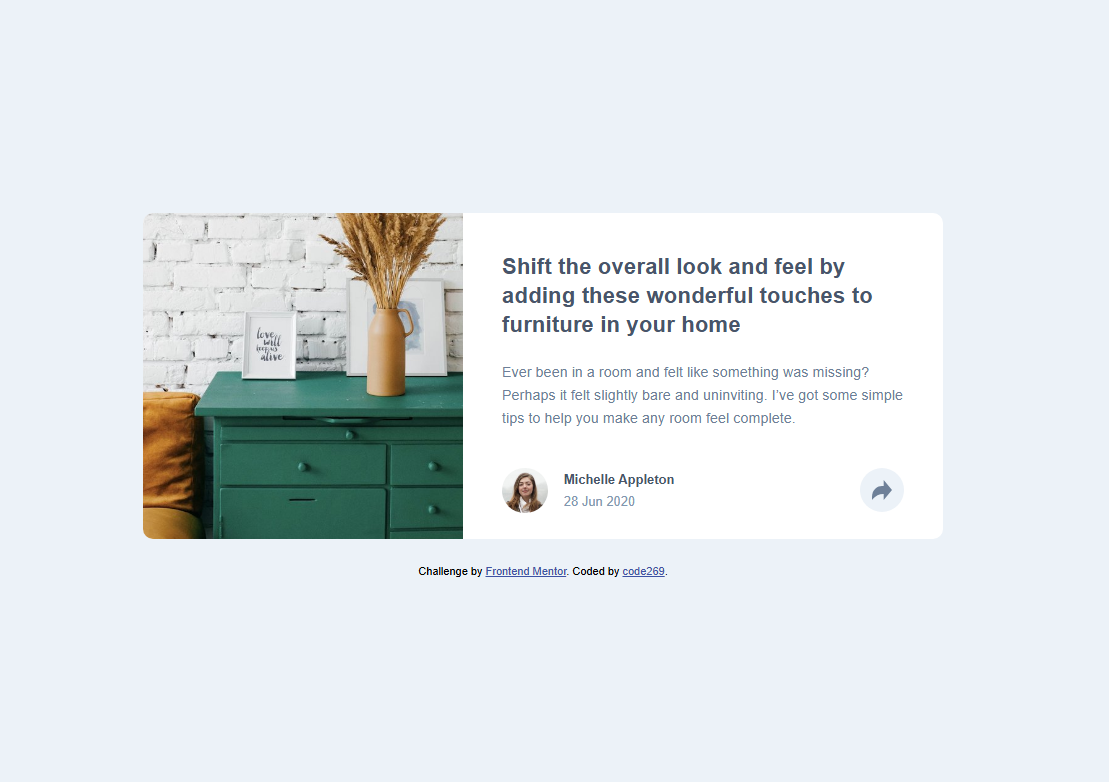 love
will
keep us
alive
Shift the overall look and feel by
adding these wonderful touches to
furniture in your home
Ever been in a room and felt like something was missing?
Perhaps it felt slightly bare and uninviting. I’ve got some simple
tips to help you make any room feel complete.
Michelle Appleton
28 Jun 2020
Challenge by Frontend Mentor. Coded by code269.